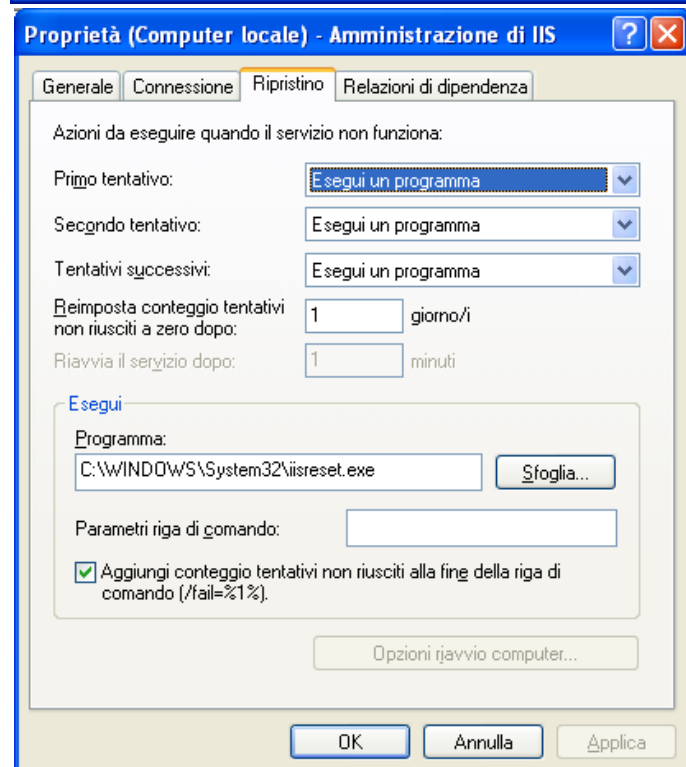 Proprietà (Computer locale) - Amministrazione di IIS
Generale Connessione Ripristino Relazioni di dipendenza
Azioni da eseguire quando il servizio non funziona:
Primo tentativo: Esegui un programma
Secondo tentativo: Esegui un programma
Tentativi successivi: Esegui un programma
Reimposta conteggio tentativi
non riusciti a zero dopo: 1 giorno/i
Riavvia il servizio dopo: 1 minuti
Esegui
Programma:
C:\WINDOWS\System32\iisreset.exe Sfoglia...
Parametri riga di comando:
Aggiungi conteggio tentativi non riusciti alla fine della riga di
comando (/fail=%1%).
Opzioni riavvio computer...
OK Annulla Applica